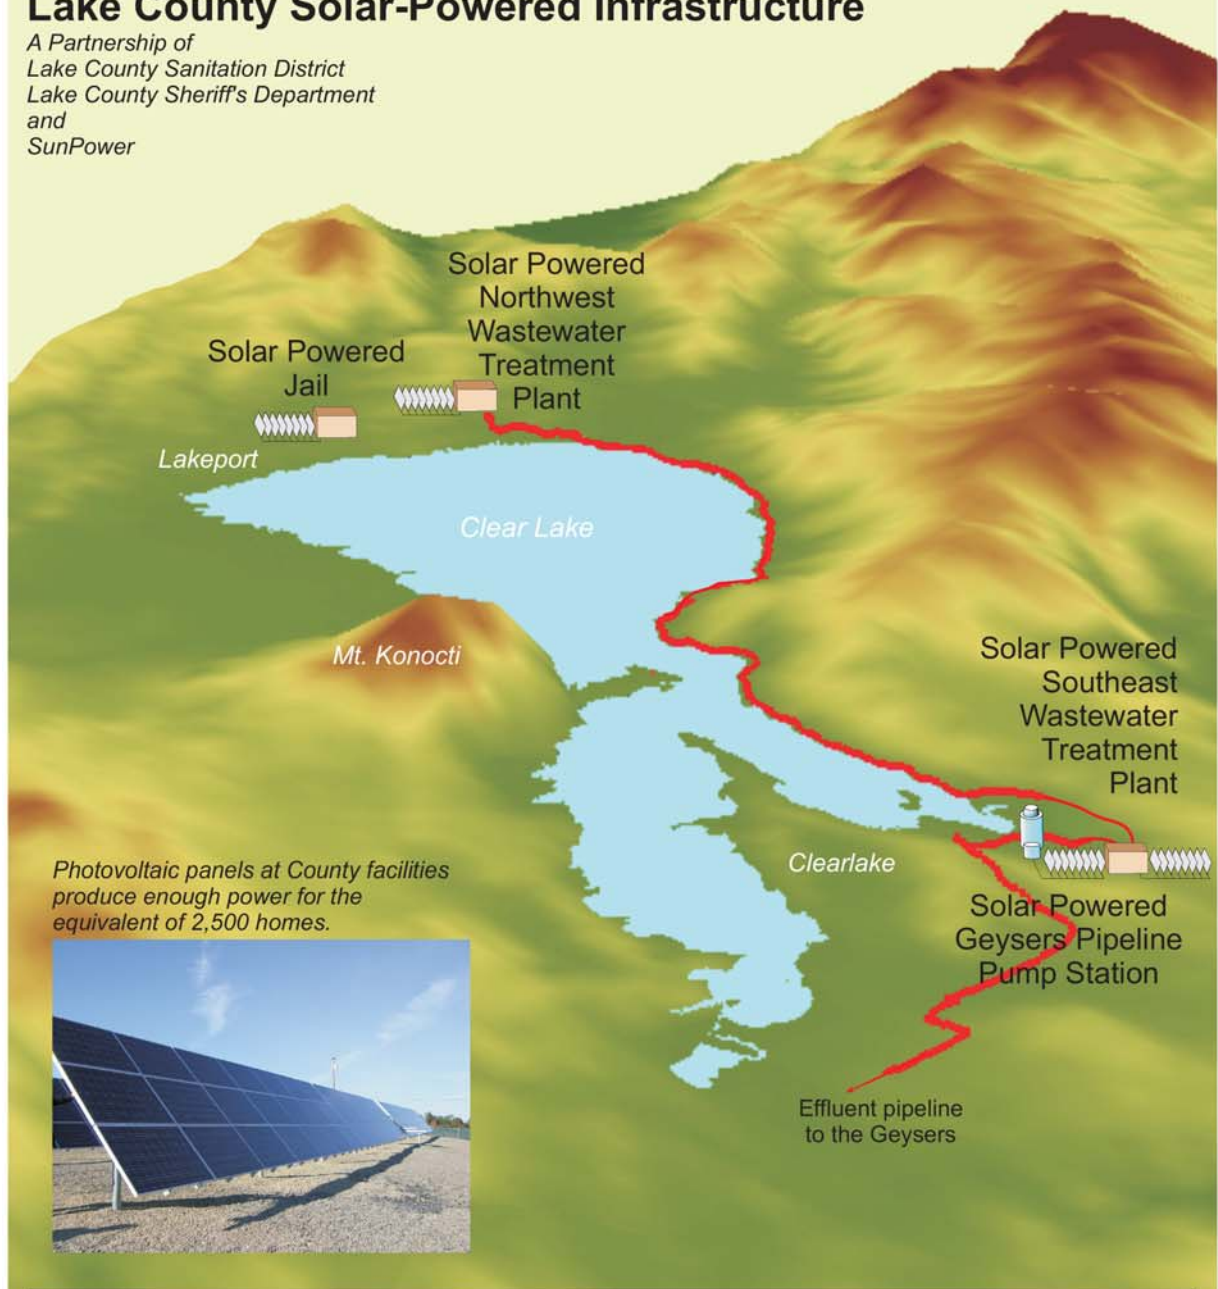 Lake County Solar-Powered Infrastructure
A Partnership of
Lake County Sanitation District
Lake County Sheriff's Department
and
SunPower
Solar Powered
Northwest
Wastewater
Treatment
Plant
Solar Powered
Jail
Lakeport
Clear Lake
Mt. Konocti
Solar Powered
Southeast
Wastewater
Treatment
Plant
Clearlake
Solar Powered
Geysers Pipeline
Pump Station
Photovoltaic panels at County facilities
produce enough power for the
equivalent of 2,500 homes.
Effluent pipeline
to the Geysers